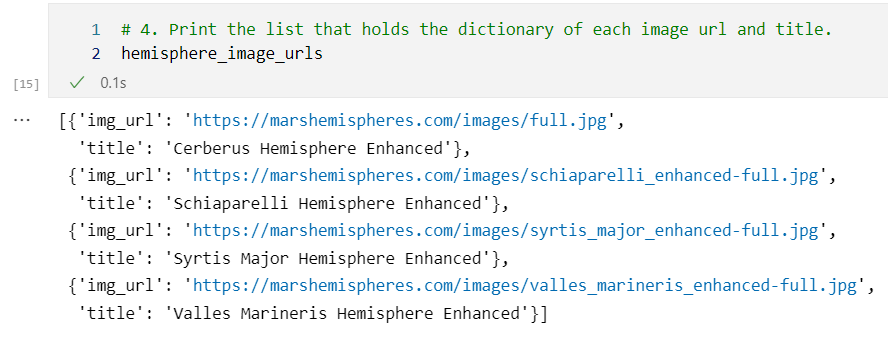 1 # 4. Print the list that holds the dictionary of each image url and title.
2 hemisphere_image_urls
[15] ✓ 0.1s
... [{'img_url': 'https://marshemispheres.com/images/full.jpg',
'title': 'Cerberus Hemisphere Enhanced'},
{'img_url': 'https://marshemispheres.com/images/schiaparelli_enhanced-full.jpg',
'title': 'Schiaparelli Hemisphere Enhanced'},
{'img_url': 'https://marshemispheres.com/images/syrtis_major_enhanced-full.jpg',
'title': 'Syrtis Major Hemisphere Enhanced'},
{'img_url': 'https://marshemispheres.com/images/valles_marineris_enhanced-full.jpg',
'title': 'Valles Marineris Hemisphere Enhanced'}]